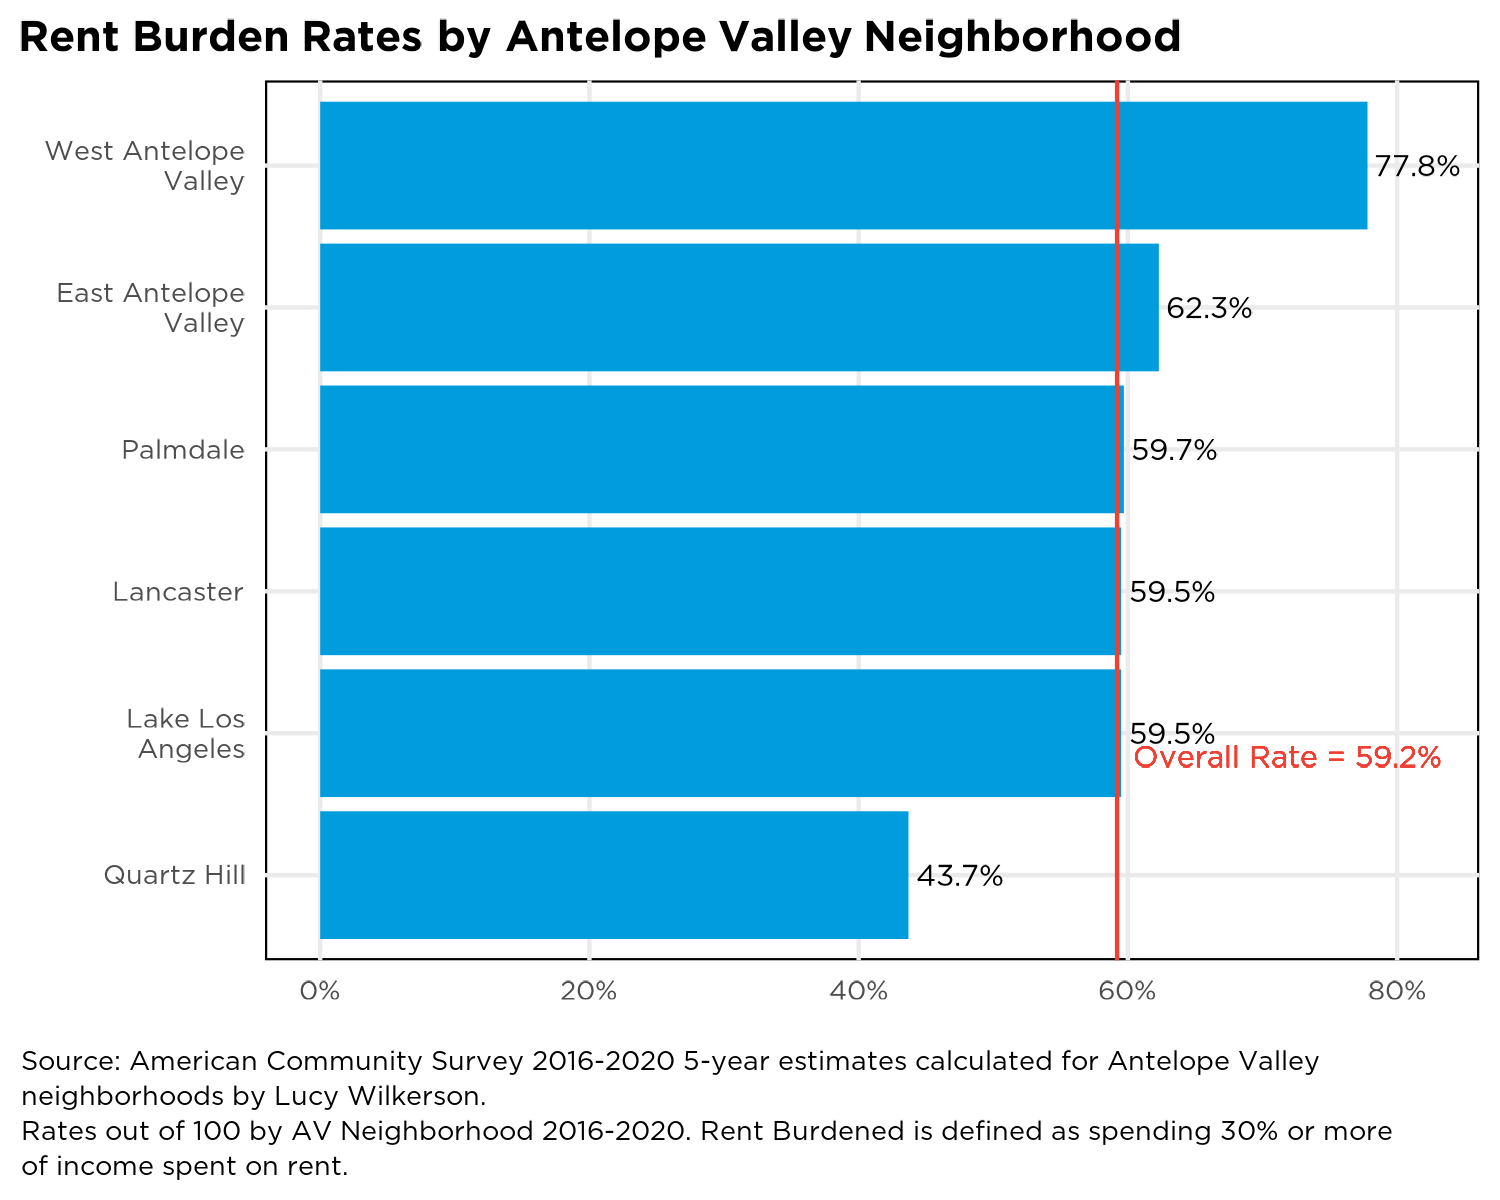 Rent Burden Rates by Antelope Valley Neighborhood
West Antelope
Valley
77.8%
East Antelope
Valley
62.3%
Palmdale
59.7%
Lancaster
59.5%
Lake Los
Angeles
59.5%
Overall Rate = 59.2%
Quartz Hill
43.7%
0%
20%
40%
60%
80%
Source: American Community Survey 2016-2020 5-year estimates calculated for Antelope Valley
neighborhoods by Lucy Wilkerson.
Rates out of 100 by AV Neighborhood 2016-2020. Rent Burdened is defined as spending 30% or more
of income spent on rent.